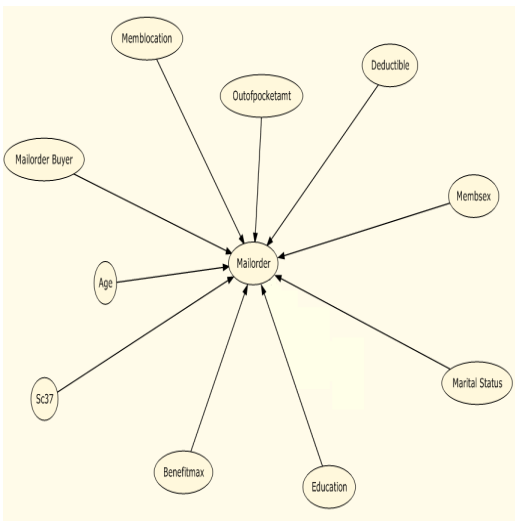 Memblocation
Deductible
Outofpocketamt
Mailorder Buyer
Membsex
Mailorder
Age
Marital Status
Sc37
Benefitmax
Education